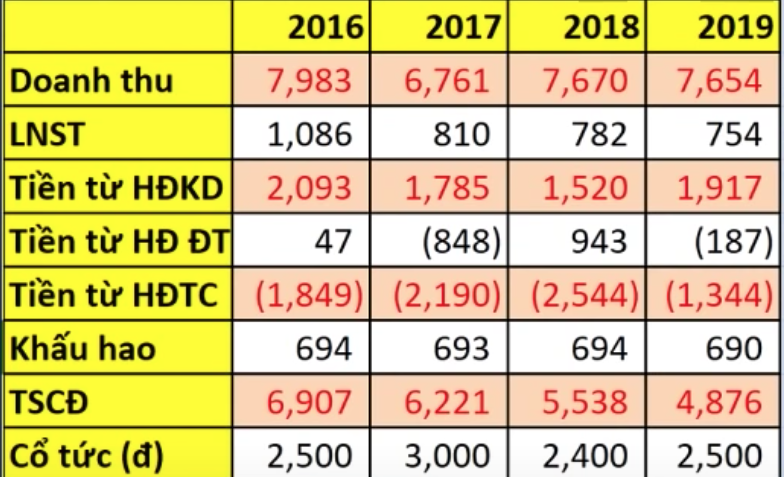 2016 2017 2018 2019
Doanh thu 7,983 6,761 7,670 7,654
LNST 1,086 810 782 754
Tiền từ HĐKD 2,093 1,785 1,520 1,917
Tiền từ HĐ ĐT 47 (848) 943 (187)
Tiền từ HĐTC (1,849) (2,190) (2,544) (1,344)
Khấu hao 694 693 694 690
TSCĐ 6,907 6,221 5,538 4,876
Cổ tức (đ) 2,500 3,000 2,400 2,500